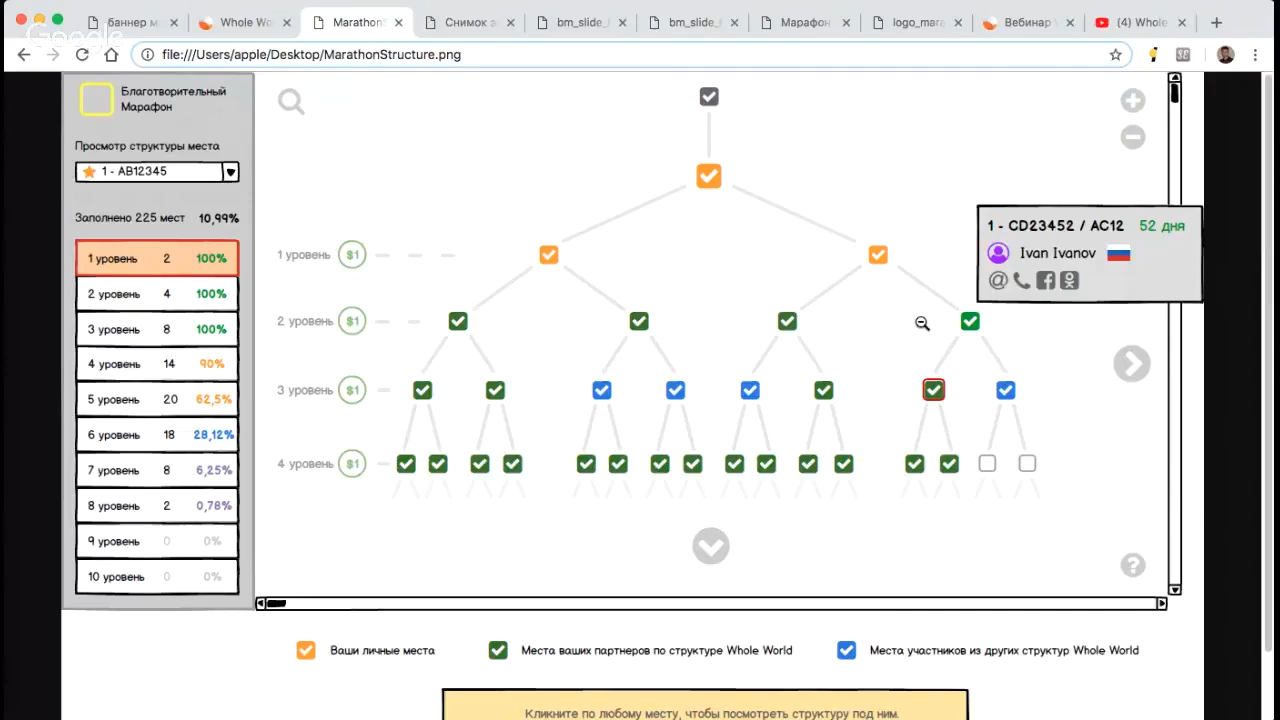 баннер м
Whole Wo
Marathon
Снимок э
bm_slide_
bm_slide_
Марафон
logo_mara
Вебинар
(4) Whole
Google
file:///Users/apple/Desktop/MarathonStructure.png
Благотворительный
Марафон
Просмотр структуры места
1 - AB12345
Заполнено 225 мест 10,99%
1 уровень 2 100%
2 уровень 4 100%
3 уровень 8 100%
4 уровень 14 90%
5 уровень 20 62,5%
6 уровень 18 28,12%
7 уровень 8 6,25%
8 уровень 2 0,78%
9 уровень 0 0%
10 уровень 0 0%
1 уровень $1
2 уровень $1
3 уровень $1
4 уровень $1
1 - CD23452 / AC12 52 дня
Ivan Ivanov
Ваши личные места
Места ваших партнеров по структуре Whole World
Места участников из других структур Whole World
Кликните по любому месту, чтобы посмотреть структуру под ним.